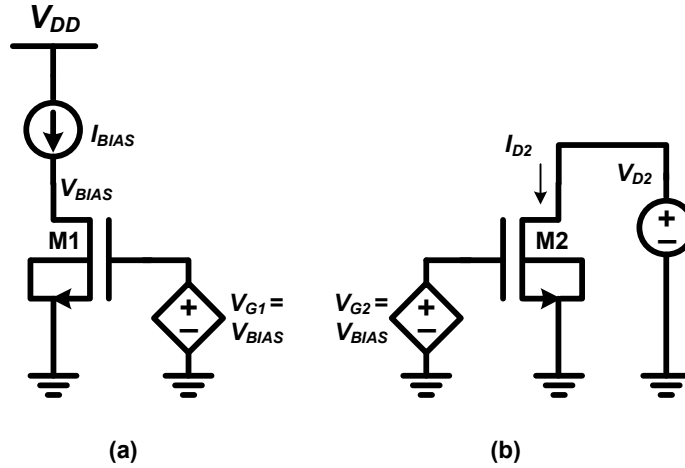 VDD
IBIAS
VBIAS
M1
VG1 =
VBIAS
(a)
ID2
VD2
M2
VG2 =
VBIAS
(b)